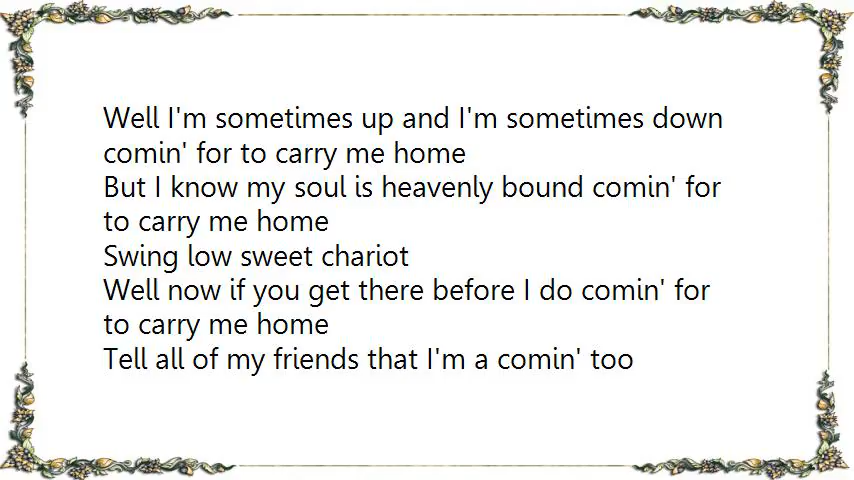 Well I'm sometimes up and I'm sometimes down
comin' for to carry me home
But I know my soul is heavenly bound comin' for
to carry me home
Swing low sweet chariot
Well now if you get there before I do comin' for
to carry me home
Tell all of my friends that I'm a comin' too